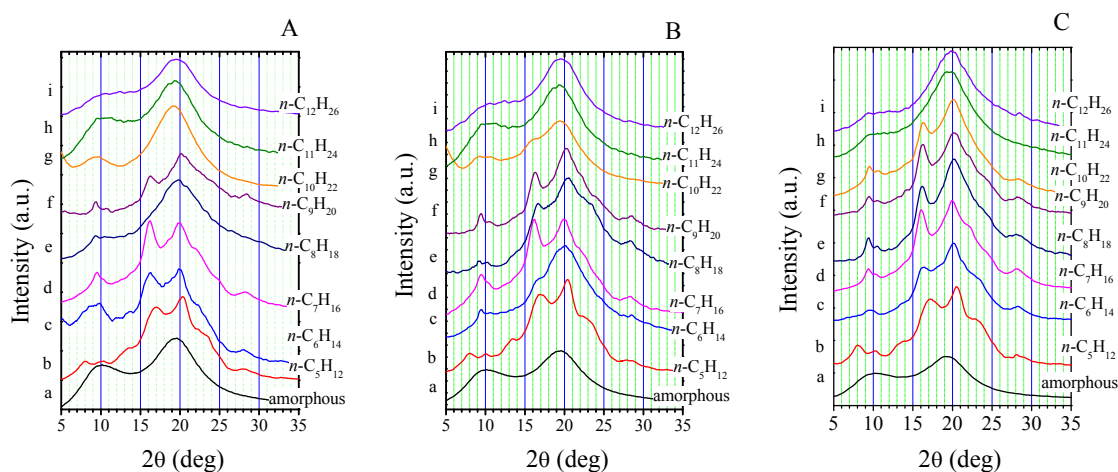 A
Intensity (a.u.)
i
h
g
f
e
d
c
b
a
n-C₁₂H₂₆
n-C₁₁H₂₄
n-C₁₀H₂₂
n-C₉H₂₀
n-C₈H₁₈
n-C₇H₁₆
n-C₆H₁₄
n-C₅H₁₂
amorphous
5 10 15 20 25 30 35
2θ (deg)
B
Intensity (a.u.)
i
h
g
f
e
d
c
b
a
n-C₁₂H₂₆
n-C₁₁H₂₄
n-C₁₀H₂₂
n-C₉H₂₀
n-C₈H₁₈
n-C₇H₁₆
n-C₆H₁₄
n-C₅H₁₂
amorphous
5 10 15 20 25 30 35
2θ (deg)
C
Intensity (a.u.)
i
h
g
f
e
d
c
b
a
n-C₁₂H₂₆
n-C₁₁H₂₄
n-C₁₀H₂₂
n-C₉H₂₀
n-C₈H₁₈
n-C₇H₁₆
n-C₆H₁₄
n-C₅H₁₂
amorphous
5 10 15 20 25 30 35
2θ (deg)